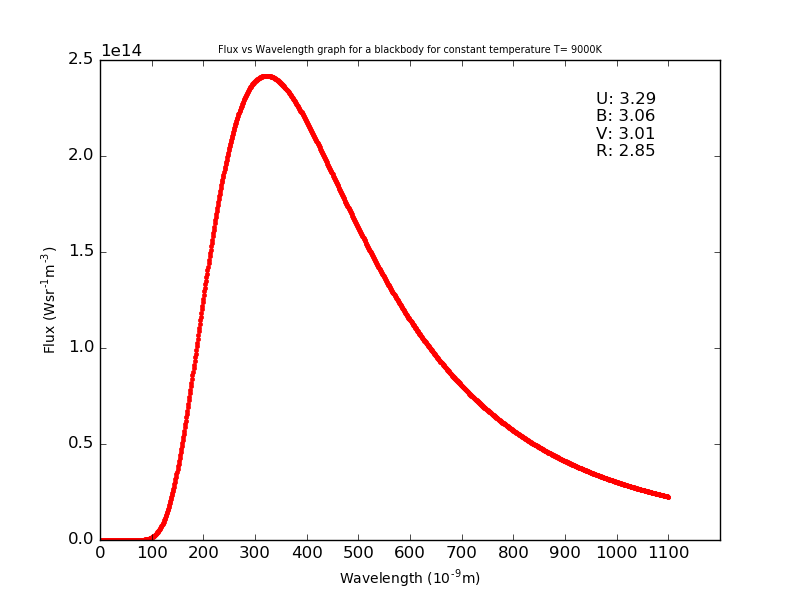 Flux vs Wavelength graph for a blackbody for constant temperature T= 9000K
1e14
2.5
2.0
1.5
1.0
0.5
0.0
Flux (Wsr⁻¹m⁻³)
U: 3.29
B: 3.06
V: 3.01
R: 2.85
0 100 200 300 400 500 600 700 800 900 1000 1100
Wavelength (10⁻⁹m)